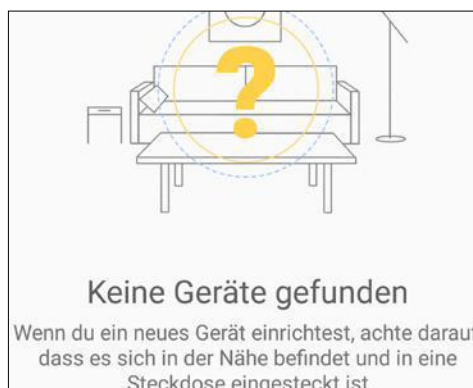 ?
Keine Geräte gefunden
Wenn du ein neues Gerät einrichtest, achte darauf
dass es sich in der Nähe befindet und in eine
Steckdose eingesteckt ist